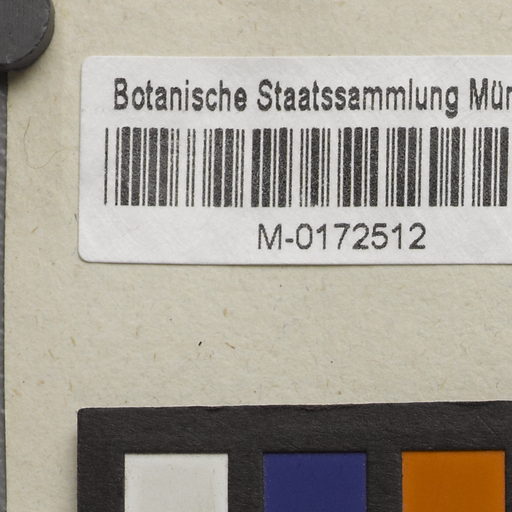 Botanische Staatssammlung Mün
M-0172512